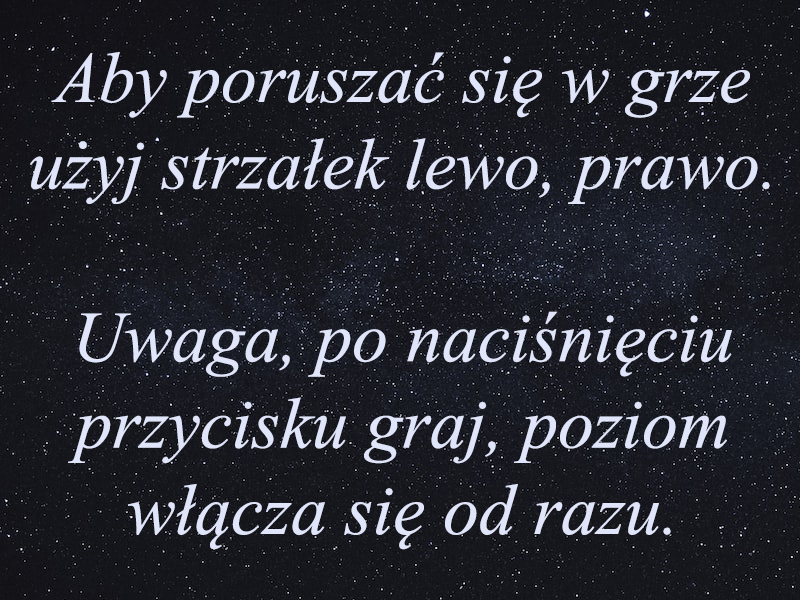 Aby poruszać się w grze
użyj strzałek lewo, prawo.
Uwaga, po naciśnięciu
przycisku graj, poziom
włącza się od razu.